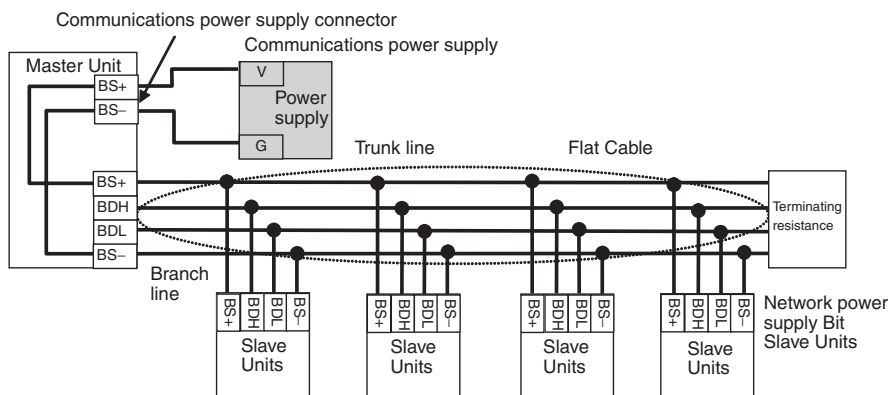 Communications power supply connector
Communications power supply
Master Unit
BS+
BS−
V
Power
supply
G
Trunk line
Flat Cable
BS+
BDH
BDL
BS−
Terminating
resistance
Branch
line
BS+
BDH
BDL
BS−
Slave
Units
BS+
BDH
BDL
BS−
Slave
Units
BS+
BDH
BDL
BS−
Slave
Units
BS+
BDH
BDL
BS−
Slave
Units
Network power
supply Bit
Slave Units